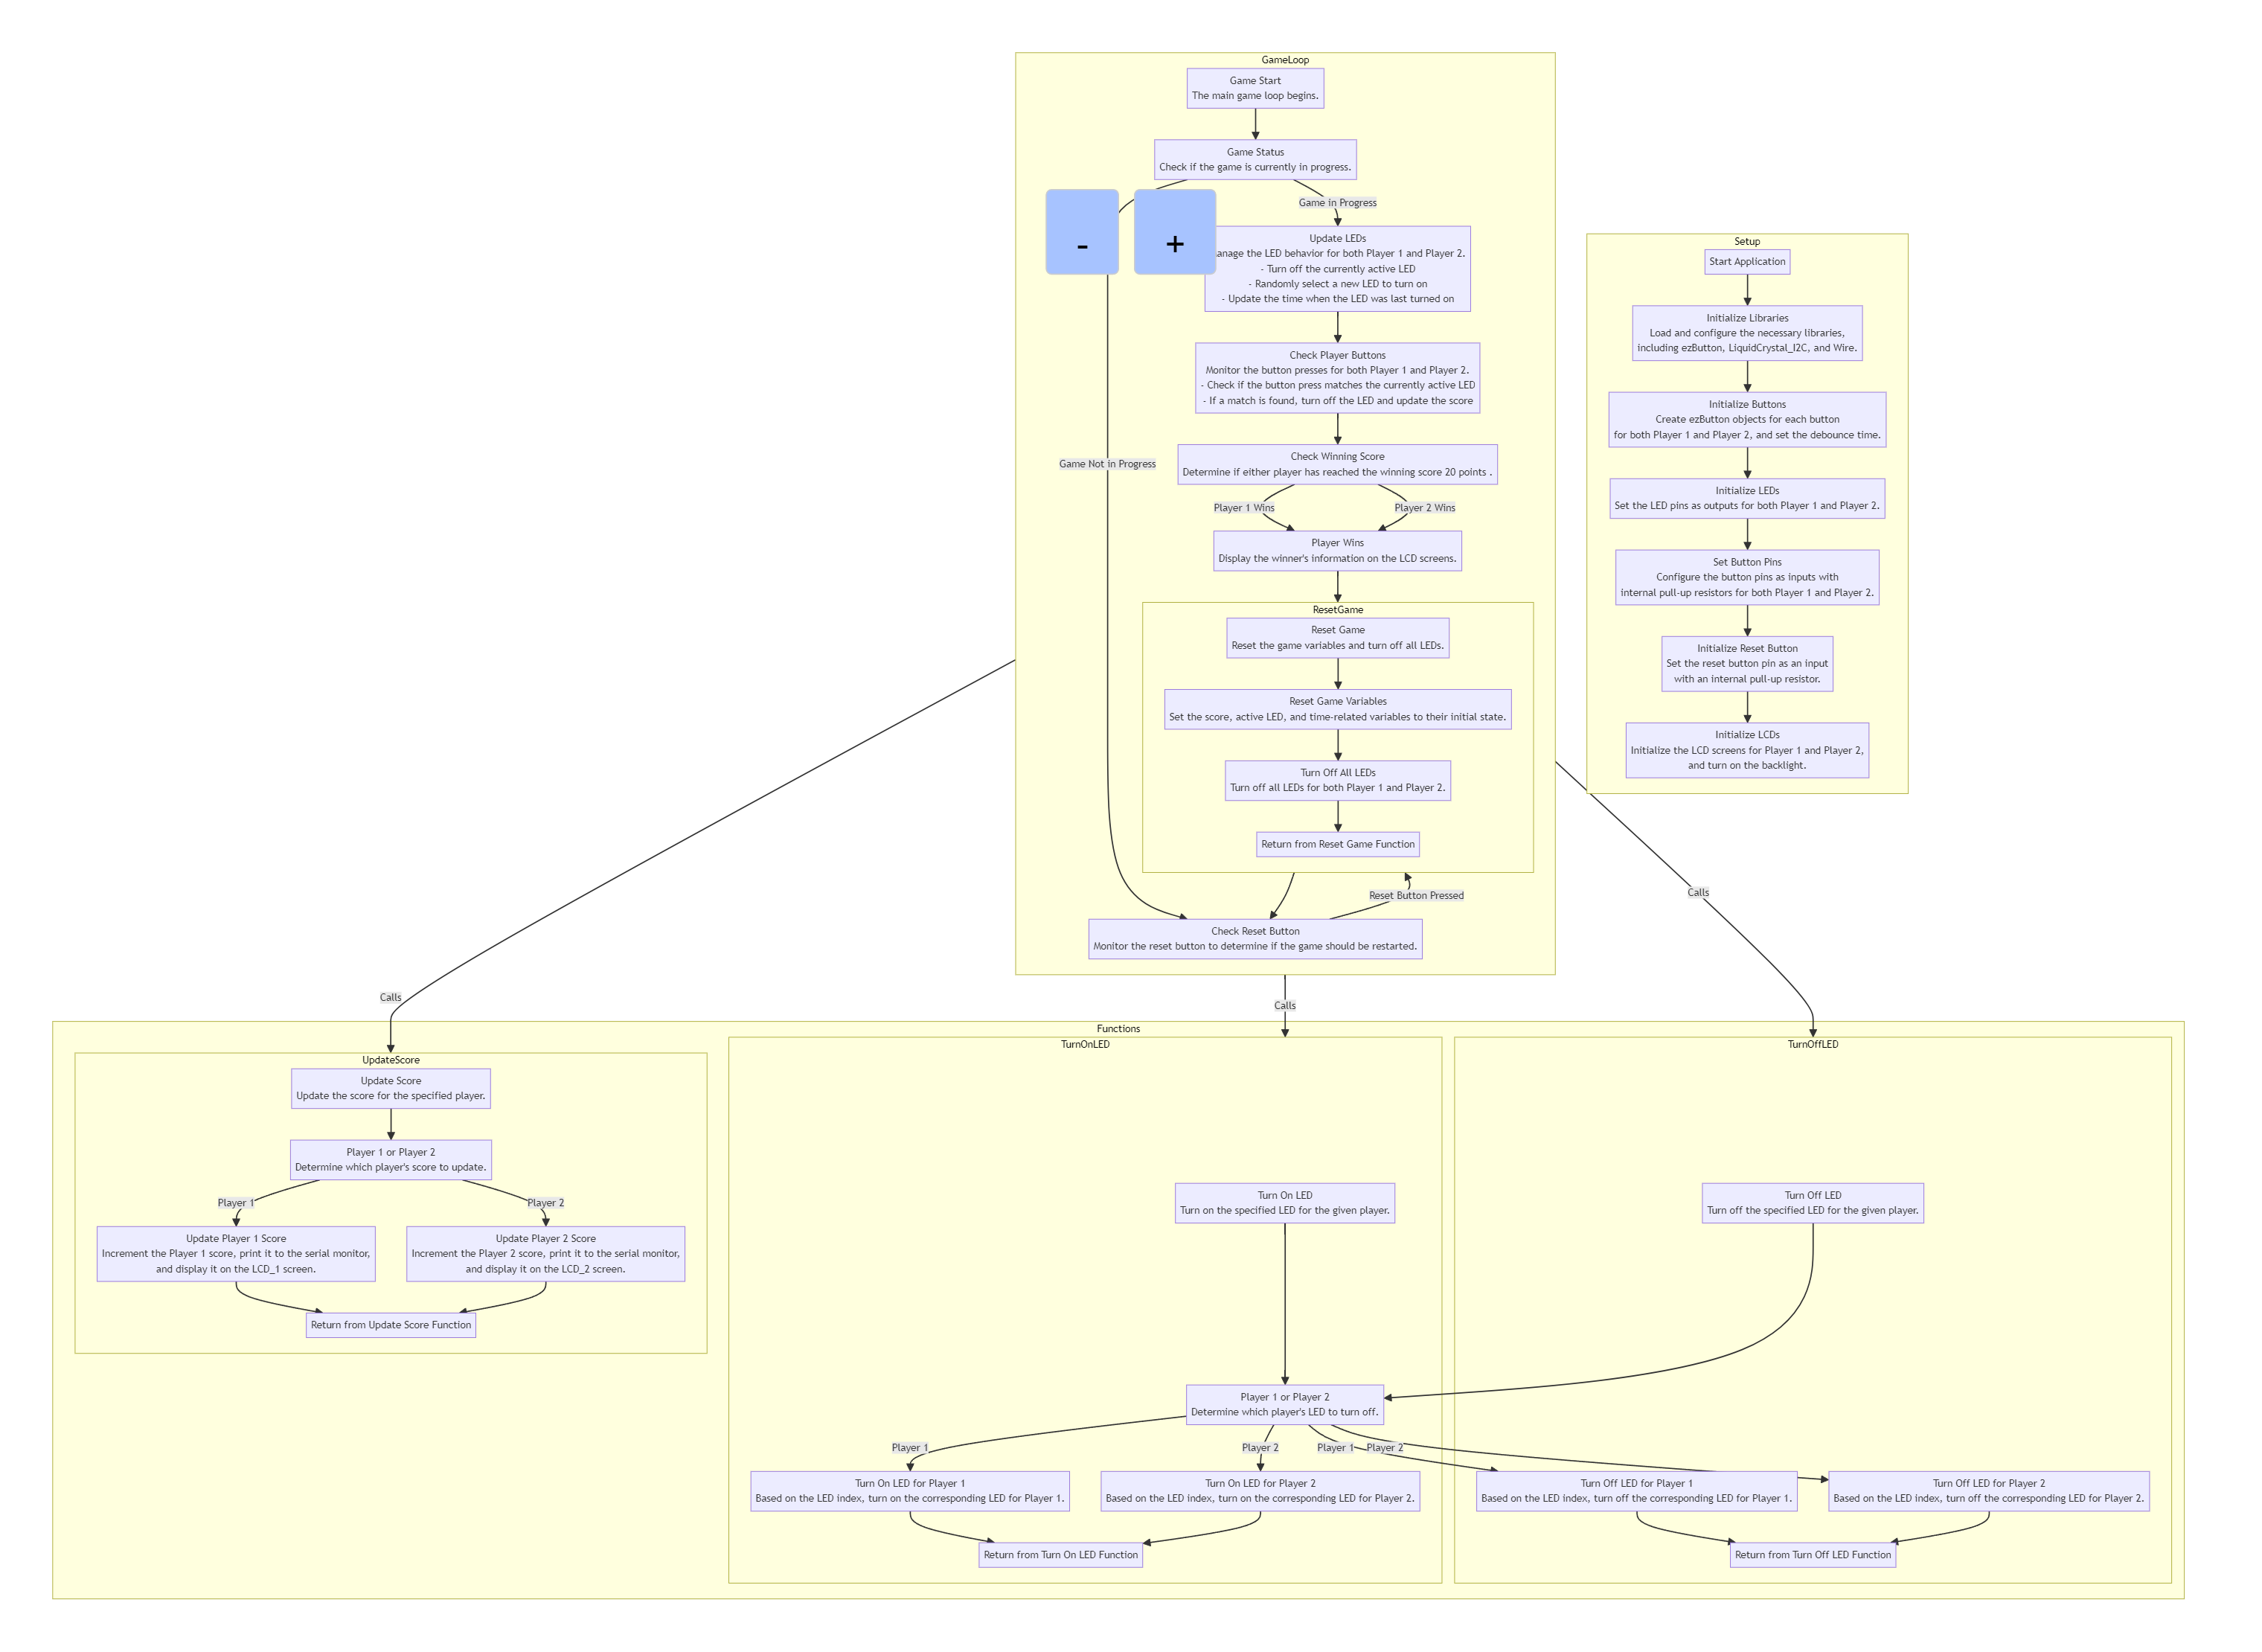 GameLoop
Game Start
The main game loop begins.
Game Status
Check if the game is currently in progress.
-
+
Game in Progress
Update LEDs
anage the LED behavior for both Player 1 and Player 2.
- Turn off the currently active LED
- Randomly select a new LED to turn on
- Update the time when the LED was last turned on
Check Player Buttons
Monitor the button presses for both Player 1 and Player 2.
- Check if the button press matches the currently active LED
- If a match is found, turn off the LED and update the score
Game Not in Progress
Check Winning Score
Determine if either player has reached the winning score 20 points .
Player 1 Wins
Player 2 Wins
Player Wins
Display the winner's information on the LCD screens.
ResetGame
Reset Game
Reset the game variables and turn off all LEDs.
Reset Game Variables
Set the score, active LED, and time-related variables to their initial state.
Turn Off All LEDs
Turn off all LEDs for both Player 1 and Player 2.
Return from Reset Game Function
Reset Button Pressed
Check Reset Button
Monitor the reset button to determine if the game should be restarted.
Setup
Start Application
Initialize Libraries
Load and configure the necessary libraries,
including ezButton, LiquidCrystal_I2C, and Wire.
Initialize Buttons
Create ezButton objects for each button
for both Player 1 and Player 2, and set the debounce time.
Initialize LEDs
Set the LED pins as outputs for both Player 1 and Player 2.
Set Button Pins
Configure the button pins as inputs with
internal pull-up resistors for both Player 1 and Player 2.
Initialize Reset Button
Set the reset button pin as an input
with an internal pull-up resistor.
Initialize LCDs
Initialize the LCD screens for Player 1 and Player 2,
and turn on the backlight.
Calls
Calls
Calls
Functions
UpdateScore
Update Score
Update the score for the specified player.
Player 1 or Player 2
Determine which player's score to update.
Player 1
Player 2
Update Player 1 Score
Increment the Player 1 score, print it to the serial monitor,
and display it on the LCD_1 screen.
Update Player 2 Score
Increment the Player 2 score, print it to the serial monitor,
and display it on the LCD_2 screen.
Return from Update Score Function
TurnOnLED
Turn On LED
Turn on the specified LED for the given player.
Player 1 or Player 2
Determine which player's LED to turn off.
Player 1
Player 2
Player 1
Player 2
Turn On LED for Player 1
Based on the LED index, turn on the corresponding LED for Player 1.
Turn On LED for Player 2
Based on the LED index, turn on the corresponding LED for Player 2.
Return from Turn On LED Function
TurnOffLED
Turn Off LED
Turn off the specified LED for the given player.
Turn Off LED for Player 1
Based on the LED index, turn off the corresponding LED for Player 1.
Turn Off LED for Player 2
Based on the LED index, turn off the corresponding LED for Player 2.
Return from Turn Off LED Function